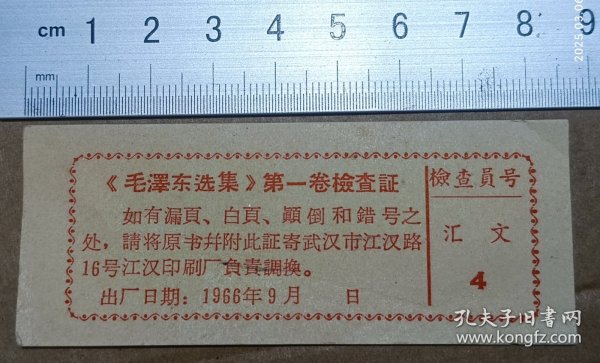 cm 1 2 3 4 5 6 7 8 9
mm
《毛澤东选集》第一卷檢查証
如有漏頁、白頁、顚倒和錯号之
处，請将原书幷附此証寄武汉市江汉路
16号江汉印刷厂負責調換。
出厂日期：1966年9月 日
檢查員号
汇文
4
孔夫子旧书网
www.kongfz.com